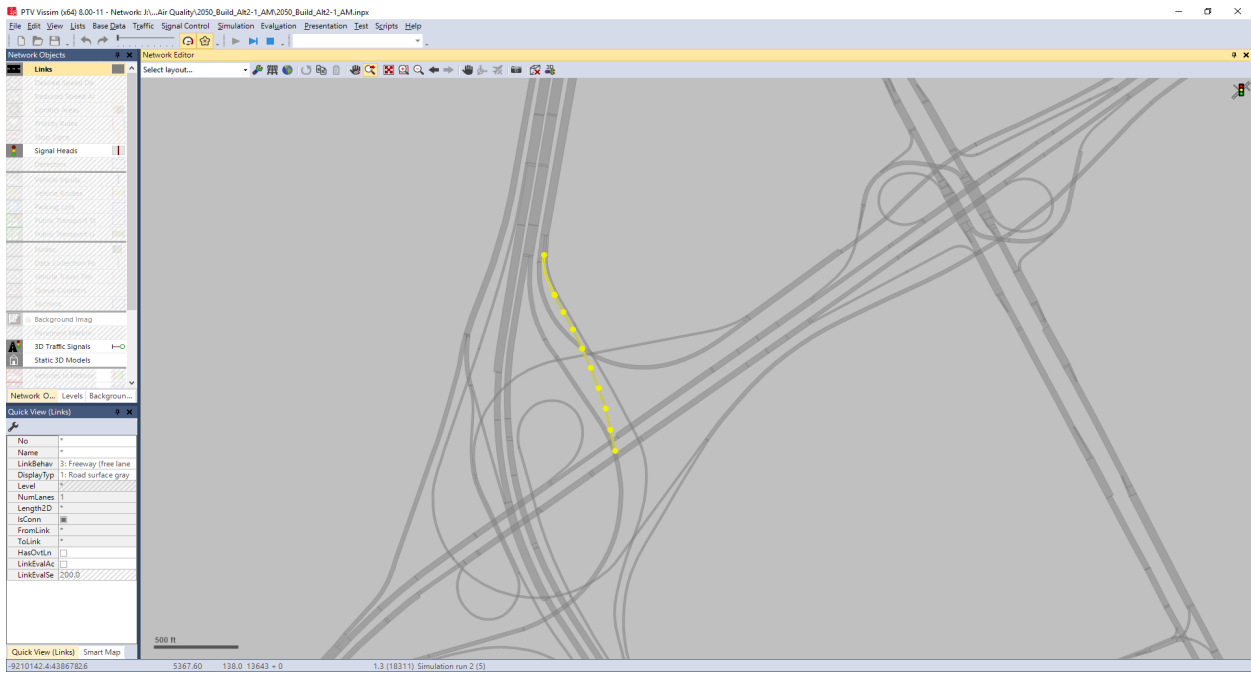 PTV Vissim (x64) 8.00-11 - Network: J:\...Air Quality\2050_Build_Alt2-1_AM\2050_Build_Alt2-1_AM.inpx
File Edit View Lists Base Data Traffic Signal Control Simulation Evaluation Presentation Test Scripts Help
Network Objects
Network Editor
Links
Select layout...
Signal Heads
Background Imag
3D Traffic Signals
Static 3D Models
Network O... Levels Backgroun...
Quick View (Links)
No *
Name *
LinkBehav 3: Freeway (free lane
DisplayTyp 1: Road surface gray
Level *
NumLanes 1
Length2D *
IsConn
FromLink *
ToLink *
HasOvtLn
LinkEvalAc
LinkEvalSe 200.0
500 ft
Quick View (Links) Smart Map
-9210142.4:4386782.6 5367.60 138.0 13643 + 0 1.3 (18311) Simulation run 2 (5)